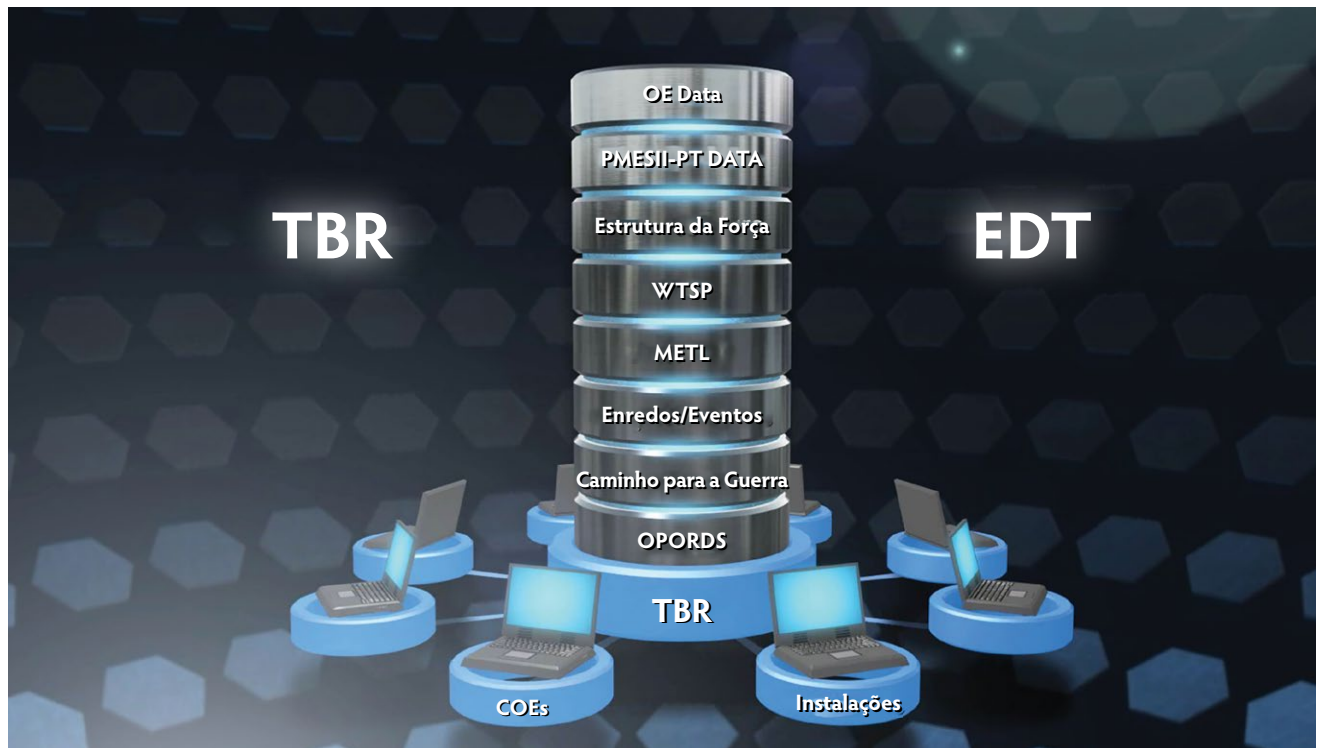 OE Data
PMESII-PT DATA
TBR
EDT
Estrutura da Força
WTSP
METL
Enredos/Eventos
Caminho para a Guerra
OPORDS
TBR
COEs
Instalações